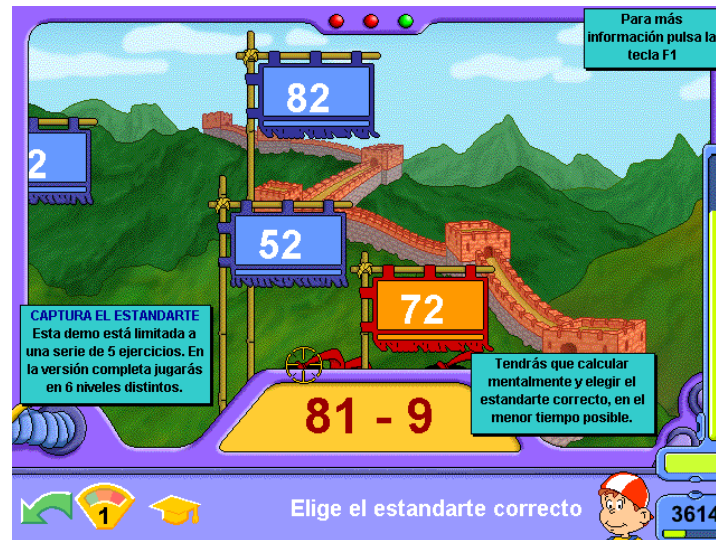 Para más
información pulsa la
tecla F1
82
2
52
72
CAPTURA EL ESTANDARTE
Esta demo está limitada a
una serie de 5 ejercicios. En
la versión completa jugarás
en 6 niveles distintos.
Tendrás que calcular
mentalmente y elegir el
estandarte correcto, en el
menor tiempo posible.
81 - 9
1
Elige el estandarte correcto
3614